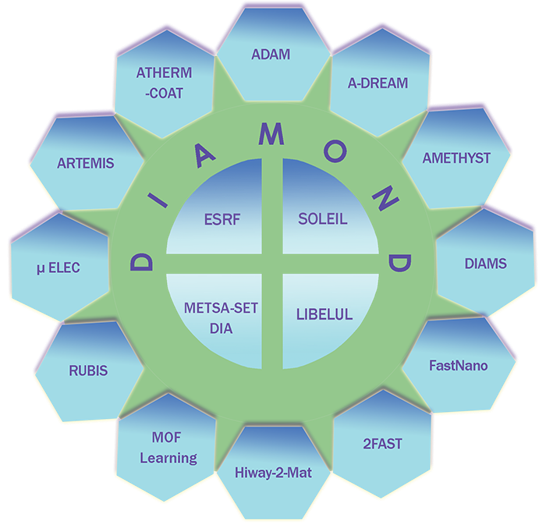 ADAM
A-DREAM
AMETHYST
DIAMS
FastNano
2FAST
Hiway-2-Mat
MOF
Learning
RUBIS
µ ELEC
ARTEMIS
ATHERM
-COAT
DIAMOND
ESRF
SOLEIL
METSA-SET
DIA
LIBELUL